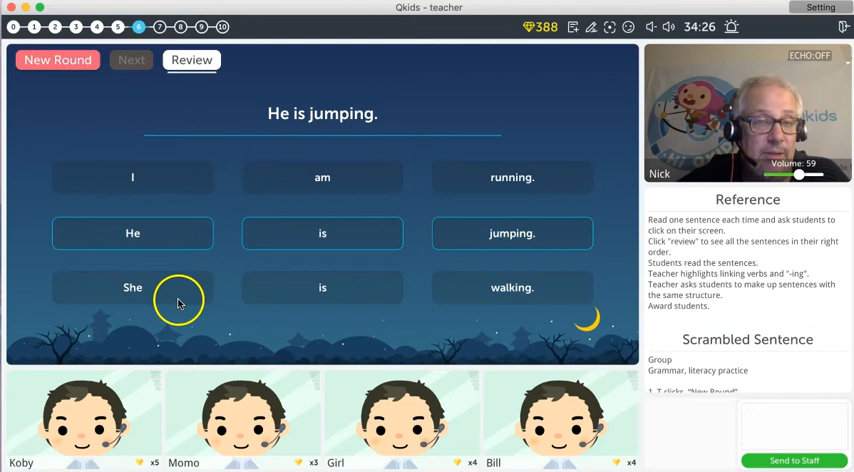 Qkids - teacher
Setting
0 1 2 3 4 5 6 7 8 9 10
388
34:26
New Round
Next
Review
He is jumping.
I am running.
He is jumping.
She is walking.
ECHO:OFF
kids
Volume: 59
Nick
Reference
Read one sentence each time and ask students to
click on their screen.
Click "review" to see all the sentences in their right
order.
Students read the sentences.
Teacher highlights linking verbs and "-ing".
Teacher asks students to make up sentences with
the same structure.
Award students.
Scrambled Sentence
Group
Grammar, literacy practice
1. T clicks "New Round"
Koby x5
Momo x3
Girl x4
Bill x4
Send to Staff